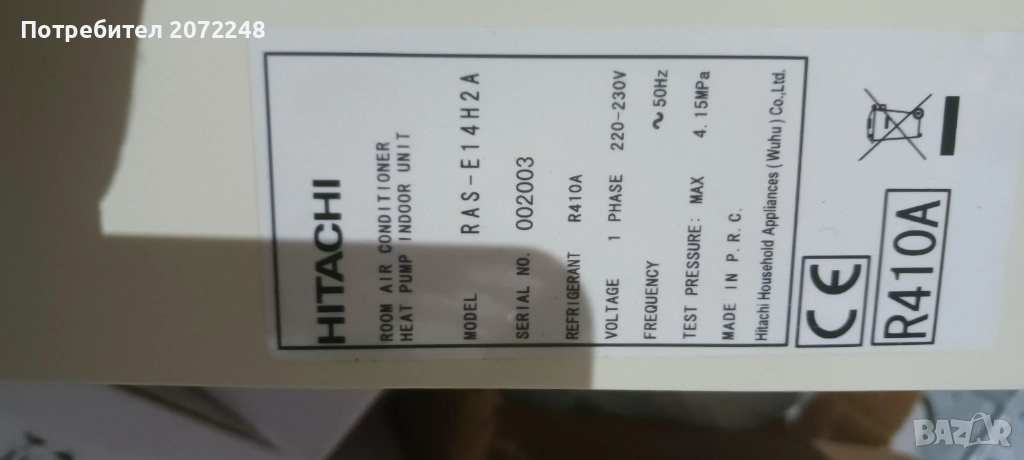 Потребител 2072248
HITACHI
ROOM AIR CONDITIONER
HEAT PUMP INDOOR UNIT
MODEL RAS-E14H2A
SERIAL NO. 002003
REFRIGERANT R410A
VOLTAGE 1 PHASE 220-230V
FREQUENCY ~50Hz
TEST PRESSURE: MAX 4.15MPa
MADE IN P.R.C.
Hitachi Household Appliances (Wuhu) Co.,Ltd.
CE
R410A
BAZAR